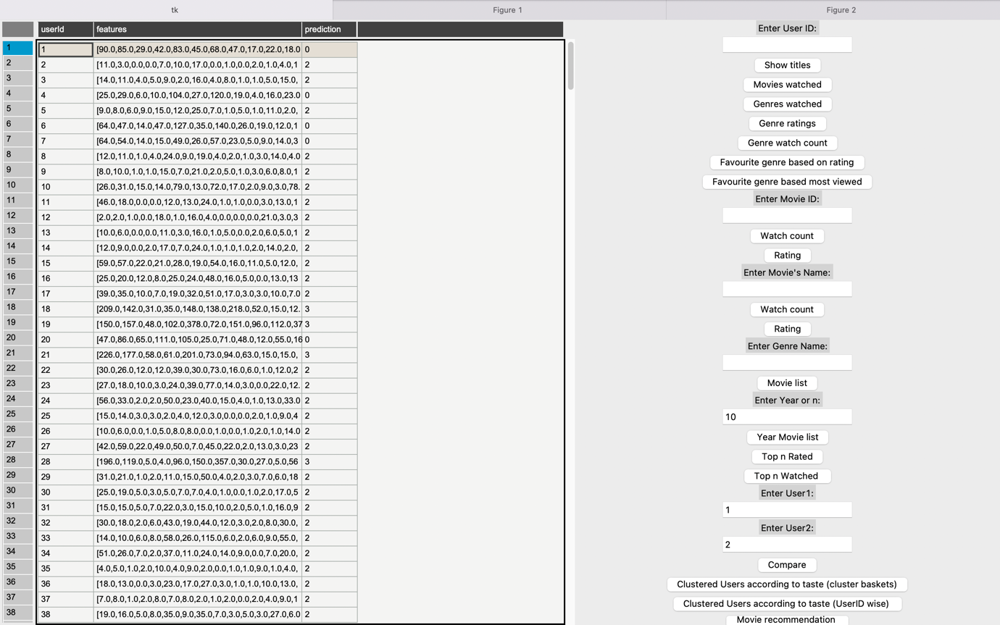 tk Figure 1 Figure 2
userId features prediction
1 1 [90.0,85.0,29.0,42.0,83.0,45.0,68.0,47.0,17.0,22.0,18.0 0
2 2 [11.0,3.0,0.0,0.0,7.0,10.0,17.0,0.0,1.0,0.0,2.0,1.0,4.0,1 2
3 3 [14.0,11.0,4.0,5.0,9.0,2.0,16.0,4.0,8.0,1.0,1.0,5.0,15.0, 2
4 4 [25.0,29.0,6.0,10.0,104.0,27.0,120.0,19.0,4.0,16.0,23.0 0
5 5 [9.0,8.0,6.0,9.0,15.0,12.0,25.0,7.0,1.0,5.0,1.0,11.0,2.0, 2
6 6 [64.0,47.0,14.0,47.0,127.0,35.0,140.0,26.0,19.0,12.0,1 0
7 7 [64.0,54.0,14.0,15.0,49.0,26.0,57.0,23.0,5.0,9.0,14.0,3 0
8 8 [12.0,11.0,1.0,4.0,24.0,9.0,19.0,4.0,2.0,1.0,3.0,14.0,4.0 2
9 9 [8.0,10.0,1.0,1.0,15.0,7.0,21.0,2.0,5.0,1.0,3.0,6.0,8.0,1 2
10 10 [26.0,31.0,15.0,14.0,79.0,13.0,72.0,17.0,2.0,9.0,3.0,78. 2
11 11 [46.0,18.0,0.0,0.0,12.0,13.0,24.0,1.0,1.0,0.0,3.0,13.0,1 2
12 12 [2.0,2.0,1.0,0.0,18.0,1.0,16.0,4.0,0.0,0.0,0.0,21.0,3.0,3 2
13 13 [10.0,6.0,0.0,0.0,11.0,3.0,16.0,1.0,5.0,0.0,2.0,6.0,5.0,1 2
14 14 [12.0,9.0,0.0,2.0,17.0,7.0,24.0,1.0,1.0,1.0,2.0,14.0,2.0, 2
15 15 [59.0,57.0,22.0,21.0,28.0,19.0,54.0,16.0,11.0,5.0,12.0, 2
16 16 [25.0,20.0,12.0,8.0,25.0,24.0,48.0,16.0,5.0,0.0,13.0,13 2
17 17 [39.0,35.0,10.0,7.0,19.0,32.0,51.0,17.0,3.0,3.0,10.0,7.0 2
18 18 [209.0,142.0,31.0,35.0,148.0,138.0,218.0,52.0,15.0,12. 3
19 19 [150.0,157.0,48.0,102.0,378.0,72.0,151.0,96.0,112.0,37 3
20 20 [47.0,86.0,65.0,111.0,105.0,25.0,71.0,48.0,12.0,55.0,16 0
21 21 [226.0,177.0,58.0,61.0,201.0,73.0,94.0,63.0,15.0,15.0, 3
22 22 [30.0,26.0,12.0,12.0,39.0,30.0,73.0,16.0,6.0,1.0,12.0,2 2
23 23 [27.0,18.0,10.0,3.0,24.0,39.0,77.0,14.0,3.0,0.0,22.0,12. 2
24 24 [56.0,33.0,2.0,2.0,50.0,23.0,40.0,15.0,4.0,1.0,13.0,33.0 2
25 25 [15.0,14.0,3.0,3.0,2.0,4.0,12.0,3.0,0.0,0.0,2.0,1.0,9.0,4 2
26 26 [10.0,6.0,0.0,1.0,5.0,8.0,8.0,0.0,1.0,0.0,1.0,2.0,1.0,14.0 2
27 27 [42.0,59.0,22.0,49.0,50.0,7.0,45.0,22.0,2.0,13.0,3.0,23 2
28 28 [196.0,119.0,5.0,4.0,96.0,150.0,357.0,30.0,27.0,5.0,56 3
29 29 [31.0,21.0,1.0,2.0,11.0,15.0,50.0,4.0,2.0,3.0,7.0,6.0,18 2
30 30 [25.0,19.0,5.0,3.0,5.0,7.0,7.0,4.0,1.0,0.0,1.0,2.0,17.0,5 2
31 31 [15.0,15.0,5.0,7.0,22.0,3.0,15.0,10.0,2.0,5.0,1.0,16.0,9 2
32 32 [30.0,18.0,2.0,6.0,43.0,19.0,44.0,12.0,3.0,2.0,8.0,30.0, 2
33 33 [14.0,10.0,6.0,8.0,58.0,26.0,115.0,6.0,2.0,6.0,9.0,55.0, 2
34 34 [51.0,26.0,7.0,2.0,37.0,11.0,24.0,14.0,9.0,0.0,7.0,20.0, 2
35 35 [4.0,5.0,1.0,2.0,10.0,4.0,9.0,2.0,0.0,1.0,1.0,9.0,1.0,4.0, 2
36 36 [18.0,13.0,0.0,3.0,23.0,17.0,27.0,3.0,1.0,1.0,10.0,13.0, 2
37 37 [7.0,8.0,1.0,2.0,8.0,7.0,8.0,2.0,1.0,2.0,0.0,2.0,4.0,9.0,1 2
38 38 [19.0,16.0,5.0,8.0,35.0,9.0,35.0,7.0,3.0,5.0,3.0,27.0,6.0 2
Enter User ID:
Show titles
Movies watched
Genres watched
Genre ratings
Genre watch count
Favourite genre based on rating
Favourite genre based most viewed
Enter Movie ID:
Watch count
Rating
Enter Movie's Name:
Watch count
Rating
Enter Genre Name:
Movie list
Enter Year or n:
10
Year Movie list
Top n Rated
Top n Watched
Enter User1:
1
Enter User2:
2
Compare
Clustered Users according to taste (cluster baskets)
Clustered Users according to taste (UserID wise)
Movie recommendation